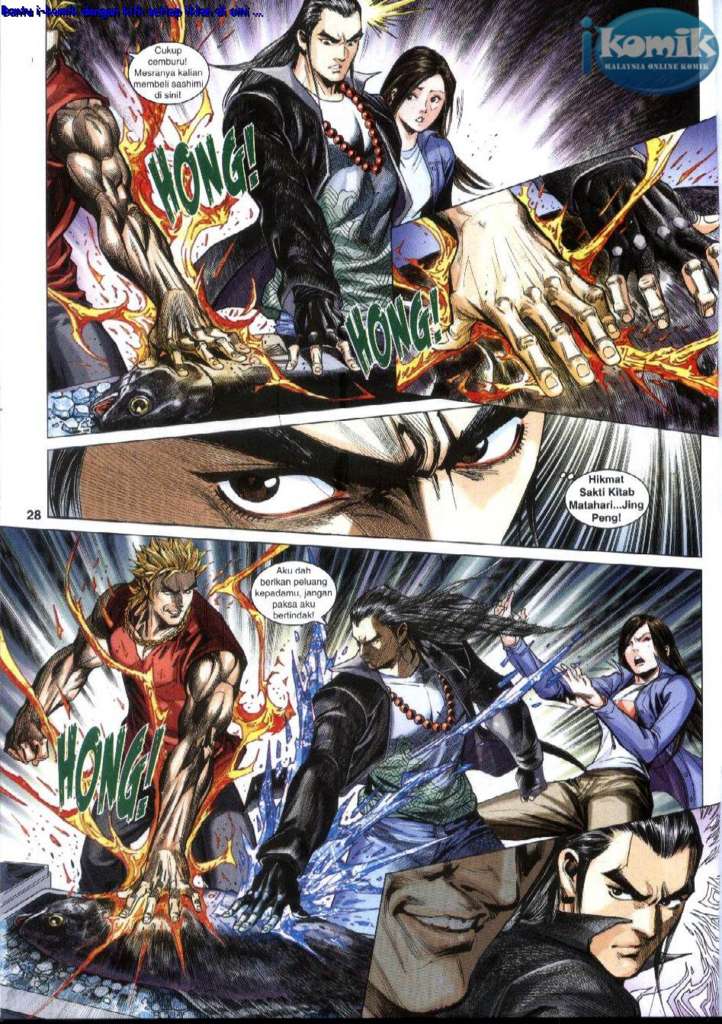 Bantu i-komik dengan klik setiap iklan di sini ...
ikomik
MALAYSIA ONLINE KOMIK
Cukup
cemburu!
Mesranya kalian
membeli sashimi
di sini!
HONG!
HONG!
28
Hikmat
Sakti Kitab
Matahari...Jing
Peng!
Aku dah
berikan peluang
kepadamu, jangan
paksa aku
bertindak!
HONG!